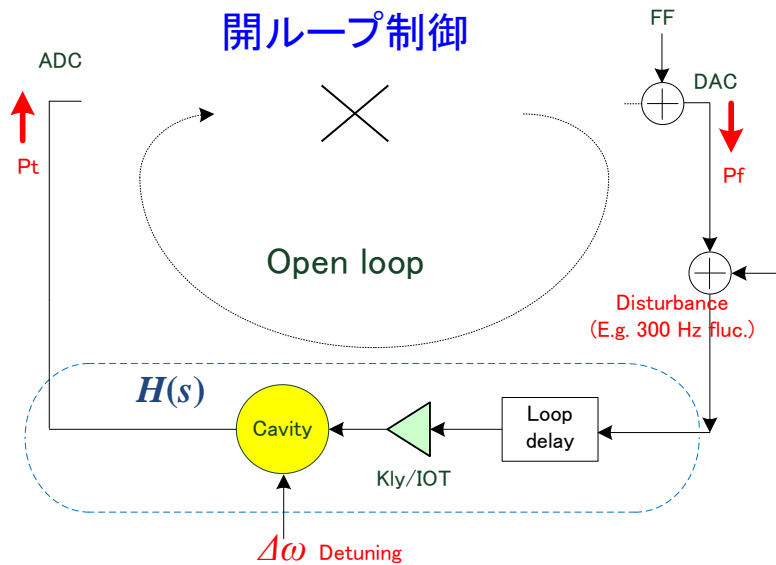 開ループ制御
FF
ADC
DAC
Pt
Pf
Open loop
Disturbance
(E.g. 300 Hz fluc.)
H(s)
Cavity
Loop
delay
Kly/IOT
Δω Detuning